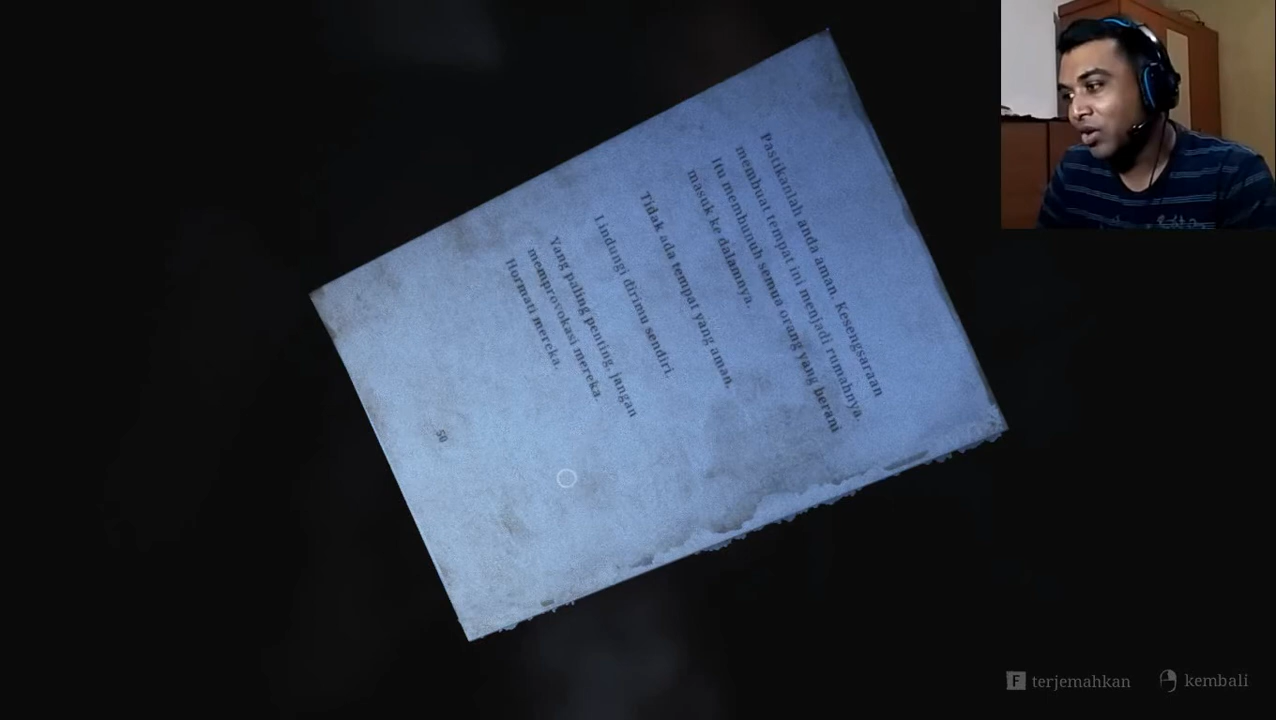 Pastikanlah anda aman. Kesengsaraan
membuat tempat ini menjadi rumahnya.
Itu membunuh semua orang yang berani
masuk ke dalamnya.
Tidak ada tempat yang aman.
Lindungi dirimu sendiri.
Yang paling penting, jangan
memprovokasi mereka.
Hormati mereka.
50
F terjemahkan
kembali